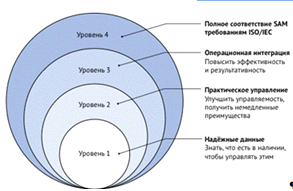 Уровень 4
Полное соответствие SAM
требованиям ISO/IEC
Уровень 3
Операционная интеграция
Повысить эффективность
и результативность
Уровень 2
Практическое управление
Улучшить управляемость,
получить немедленные
преимущества
Уровень 1
Надёжные данные
Знать, что есть в наличии,
чтобы управлять этим